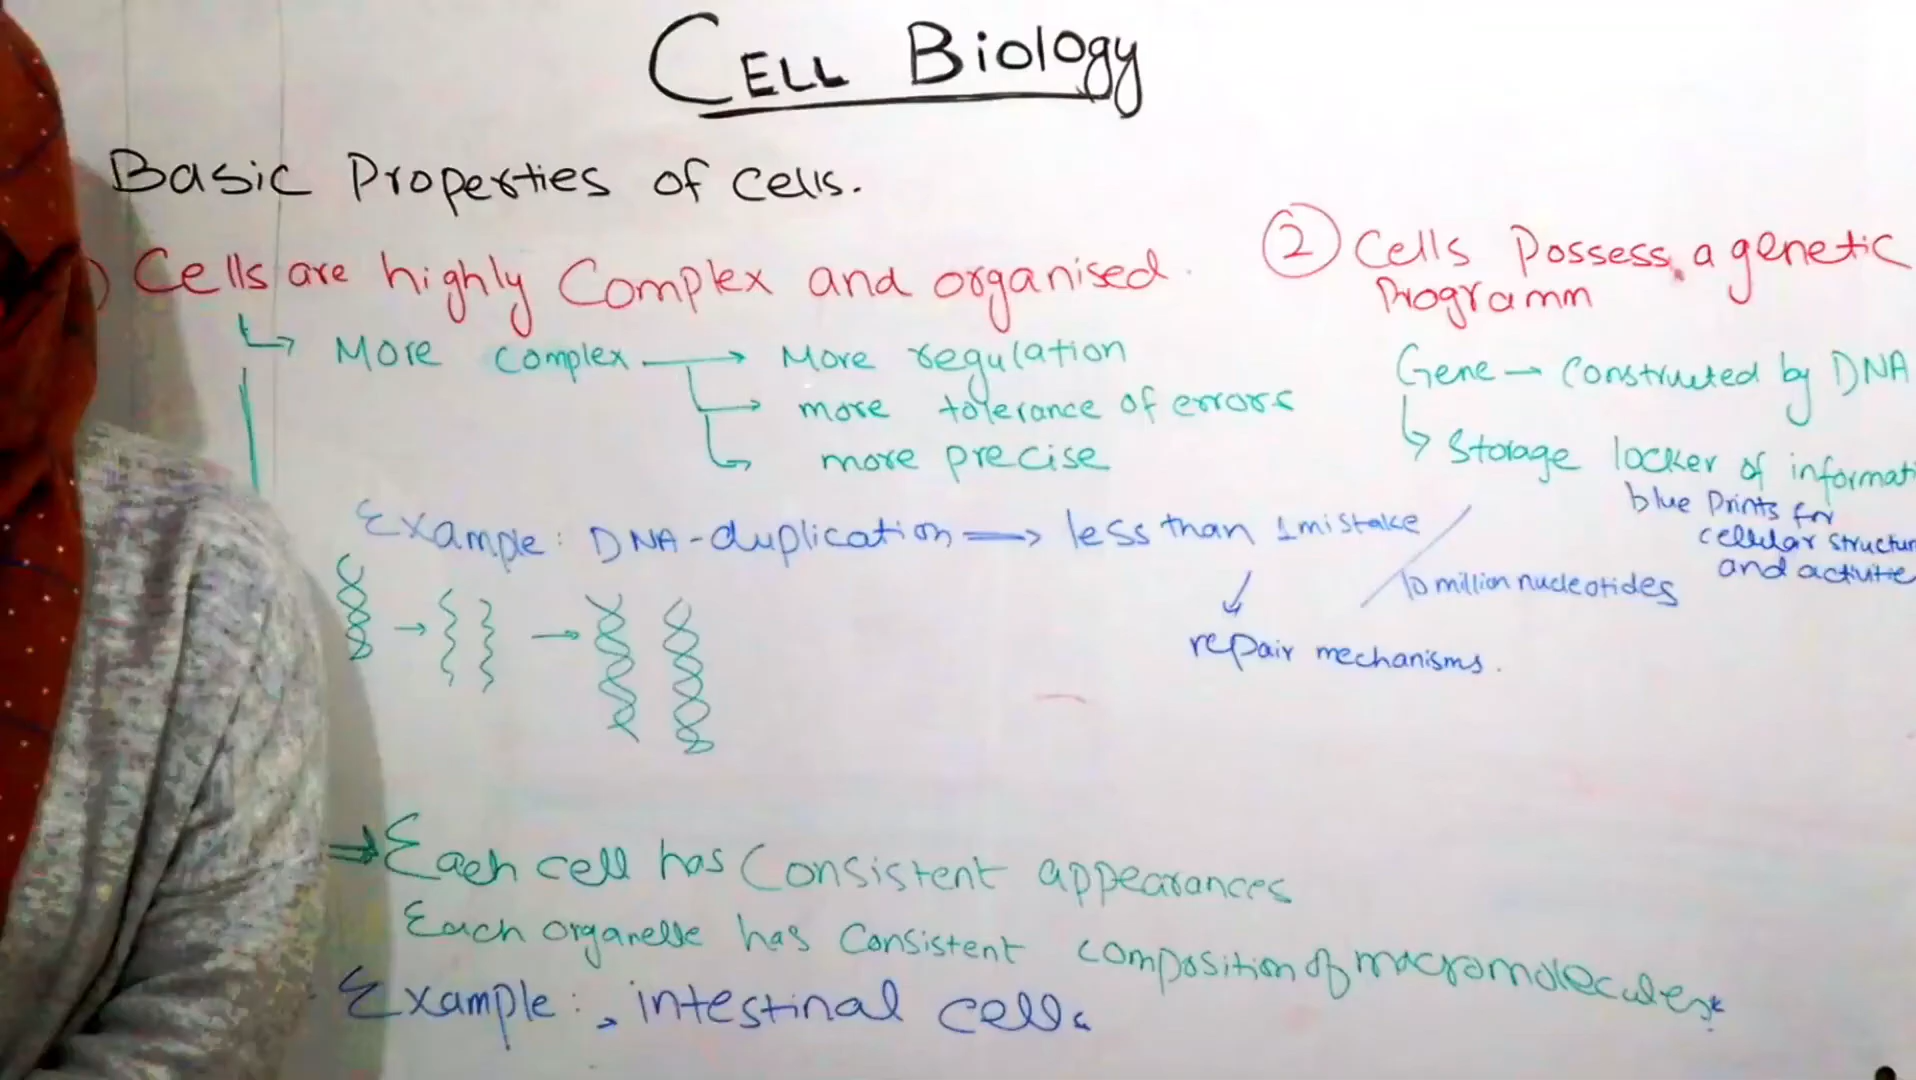 CELL Biology
Basic Properties of cells.
) Cells are highly Complex and organised.
More complex → More regulation
more tolerance of errors
more precise
Example: DNA-duplication → less than 1 mistake / 10 million nucleotides
repair mechanisms.
→ Each cell has Consistent appearances
Each organelle has Consistent composition of macromolecules
Example: intestinal cells
② Cells Possess a genetic
Programm
Gene → Constructed by DNA
Storage locker of informati
blue Prints for
cellular structur
and activitie